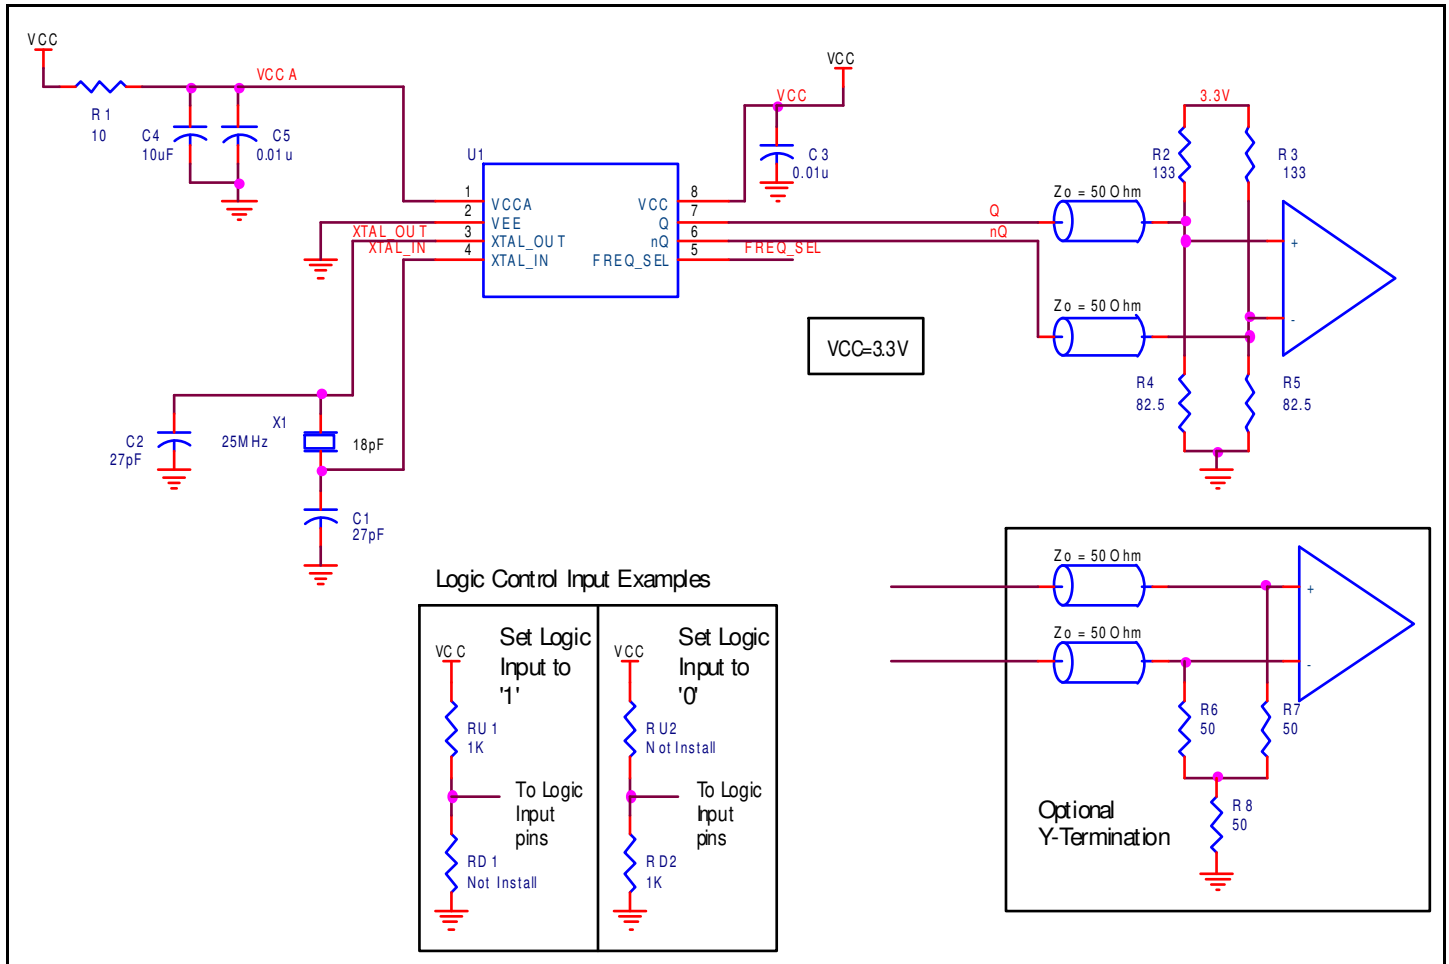 VCC
VCC A
R1
10
C4
10uF
C5
0.01u
VCC
VCC
C3
0.01u
3.3V
R2
133
R3
133
U1
1
2
3
4
VCCA
VEE
XTAL_OUT
XTAL_IN
VCC
Q
nQ
FREQ_SEL
8
7
6
5
XTAL_OUT
XTAL_IN
Q
nQ
FREQ_SEL
Zo = 50 Ohm
+
-
Zo = 50 Ohm
VCC=3.3V
R4
82.5
R5
82.5
C2
27pF
X1
25MHz
18pF
C1
27pF
Logic Control Input Examples
Set Logic
Input to
'1'
VCC
RU1
1K
To Logic
Input
pins
RD1
Not Install
Set Logic
Input to
'0'
VCC
RU2
Not Install
To Logic
Input
pins
RD2
1K
Zo = 50 Ohm
+
Zo = 50 Ohm
-
R6
50
R7
50
R8
50
Optional
Y-Termination